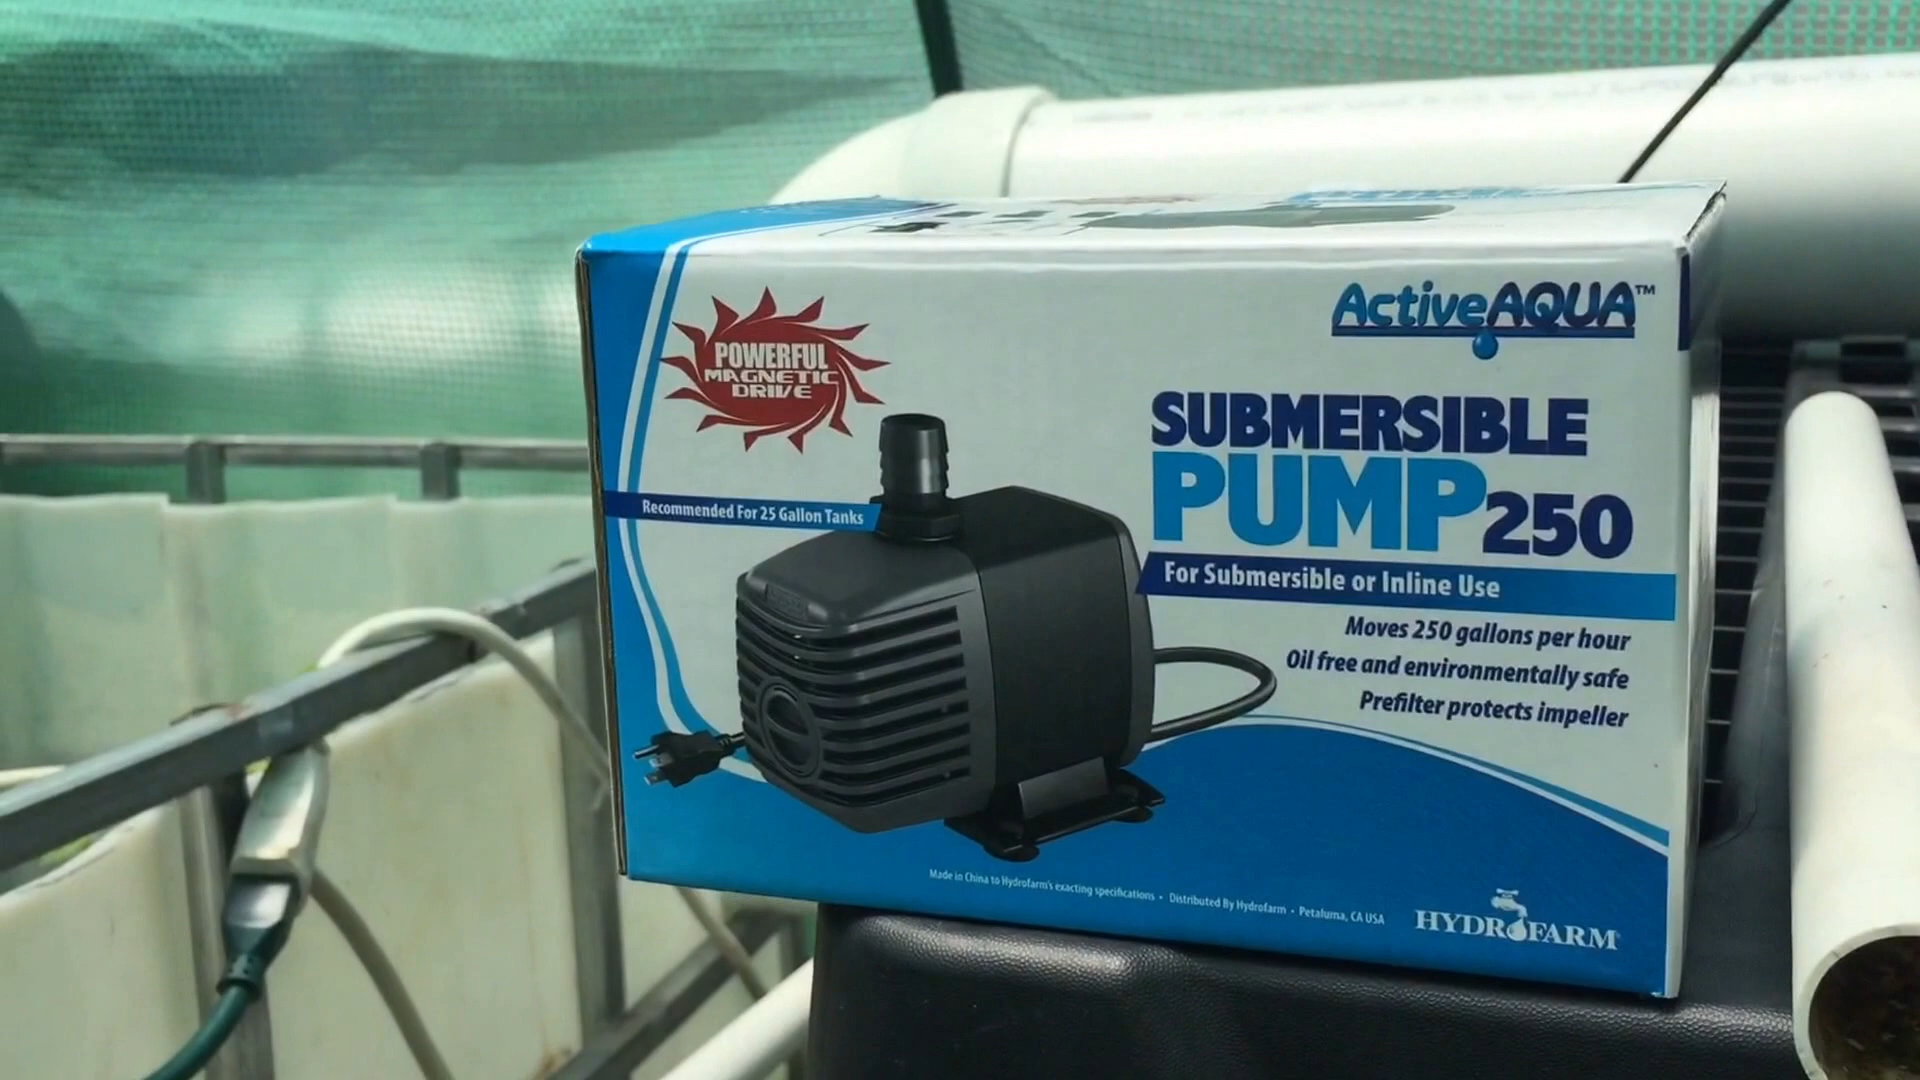 ActiveAQUA™
POWERFUL
MAGNETIC
DRIVE
SUBMERSIBLE
PUMP 250
Recommended For 25 Gallon Tanks
For Submersible or Inline Use
Moves 250 gallons per hour
Oil free and environmentally safe
Prefilter protects impeller
Made in China to Hydrofarm's exacting specifications • Distributed By Hydrofarm • Petaluma, CA USA
HYDROFARM